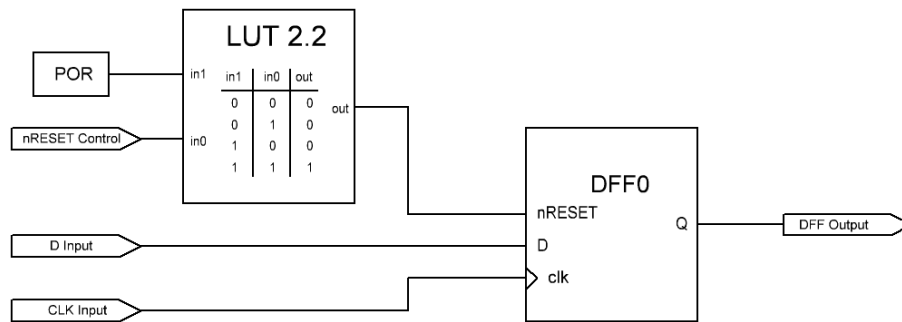 LUT 2.2
POR
in1
in1 in0 out
0 0 0
0 1 0
1 0 0
1 1 1
out
nRESET Control
in0
DFF0
nRESET
D Input
D
Q
DFF Output
clk
CLK Input